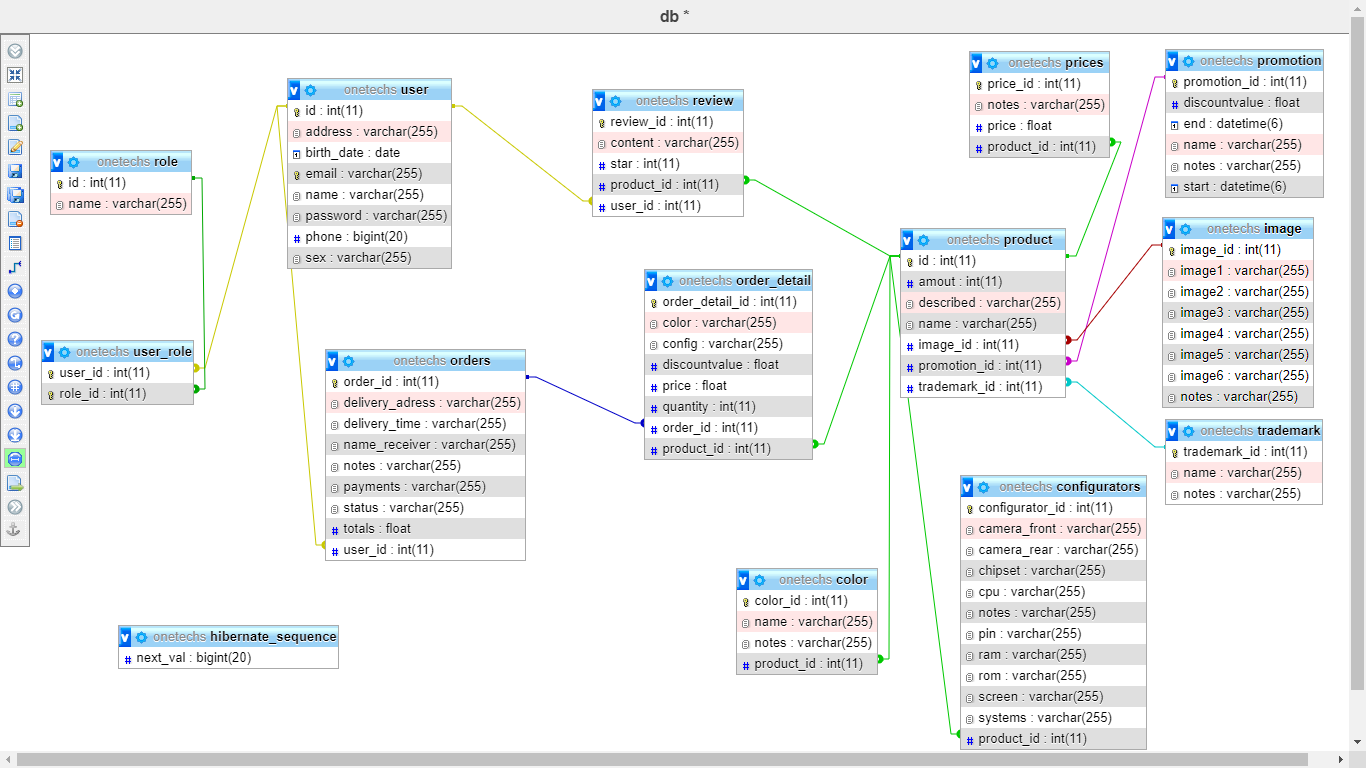 db *
onetechs role
id : int(11)
name : varchar(255)
onetechs user_role
user_id : int(11)
role_id : int(11)
onetechs user
id : int(11)
address : varchar(255)
birth_date : date
email : varchar(255)
name : varchar(255)
password : varchar(255)
phone : bigint(20)
sex : varchar(255)
onetechs orders
order_id : int(11)
delivery_adress : varchar(255)
delivery_time : varchar(255)
name_receiver : varchar(255)
notes : varchar(255)
payments : varchar(255)
status : varchar(255)
totals : float
user_id : int(11)
onetechs hibernate_sequence
next_val : bigint(20)
onetechs review
review_id : int(11)
content : varchar(255)
star : int(11)
product_id : int(11)
user_id : int(11)
onetechs order_detail
order_detail_id : int(11)
color : varchar(255)
config : varchar(255)
discountvalue : float
price : float
quantity : int(11)
order_id : int(11)
product_id : int(11)
onetechs color
color_id : int(11)
name : varchar(255)
notes : varchar(255)
product_id : int(11)
onetechs prices
price_id : int(11)
notes : varchar(255)
price : float
product_id : int(11)
onetechs product
id : int(11)
amout : int(11)
described : varchar(255)
name : varchar(255)
image_id : int(11)
promotion_id : int(11)
trademark_id : int(11)
onetechs configurators
configurator_id : int(11)
camera_front : varchar(255)
camera_rear : varchar(255)
chipset : varchar(255)
cpu : varchar(255)
notes : varchar(255)
pin : varchar(255)
ram : varchar(255)
rom : varchar(255)
screen : varchar(255)
systems : varchar(255)
product_id : int(11)
onetechs promotion
promotion_id : int(11)
discountvalue : float
end : datetime(6)
name : varchar(255)
notes : varchar(255)
start : datetime(6)
onetechs image
image_id : int(11)
image1 : varchar(255)
image2 : varchar(255)
image3 : varchar(255)
image4 : varchar(255)
image5 : varchar(255)
image6 : varchar(255)
notes : varchar(255)
onetechs trademark
trademark_id : int(11)
name : varchar(255)
notes : varchar(255)